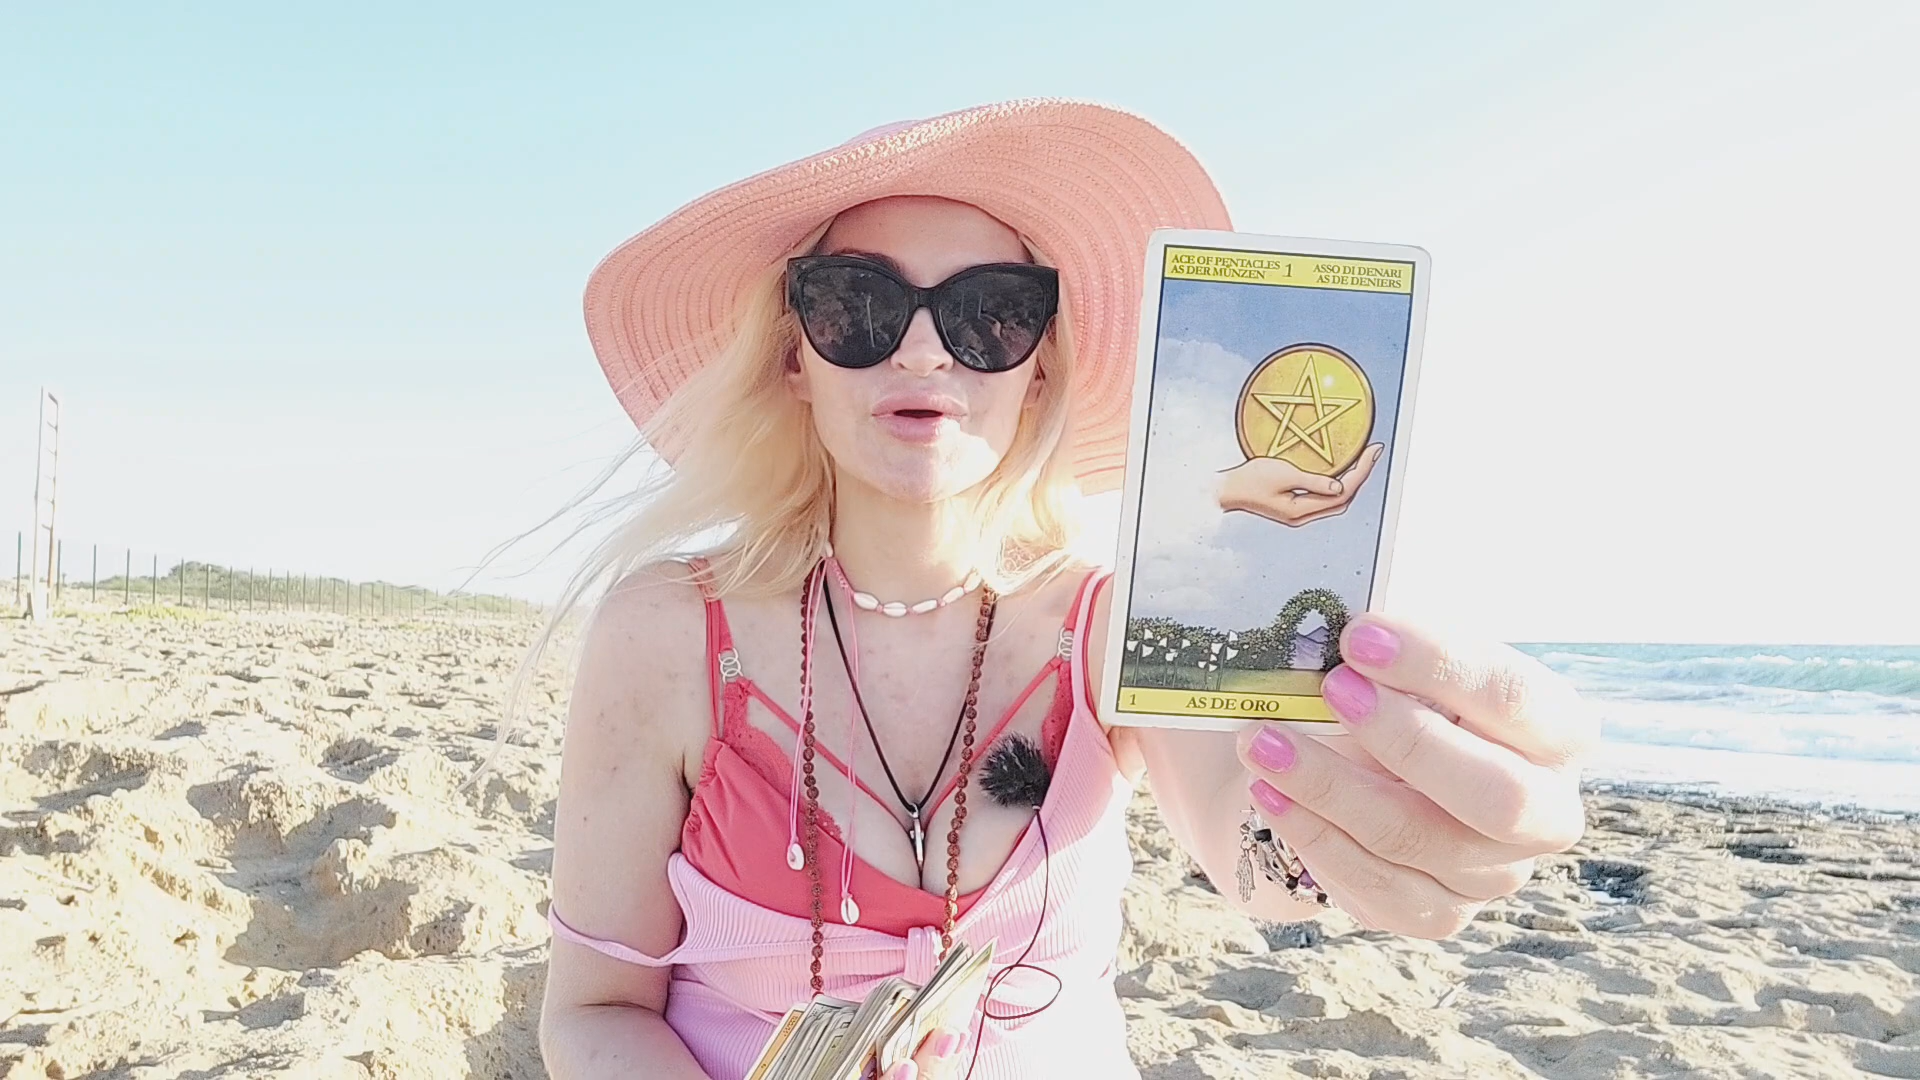 ACE OF PENTACLES
AS DER MÜNZEN
1
ASSO DI DENARI
AS DE DENIERS
1
AS DE ORO